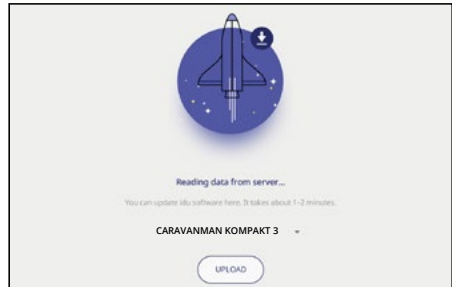 Reading data from server...
You can update idu software here. It takes about 1-2 minutes.
CARAVANMAN KOMPAKT 3
UPLOAD